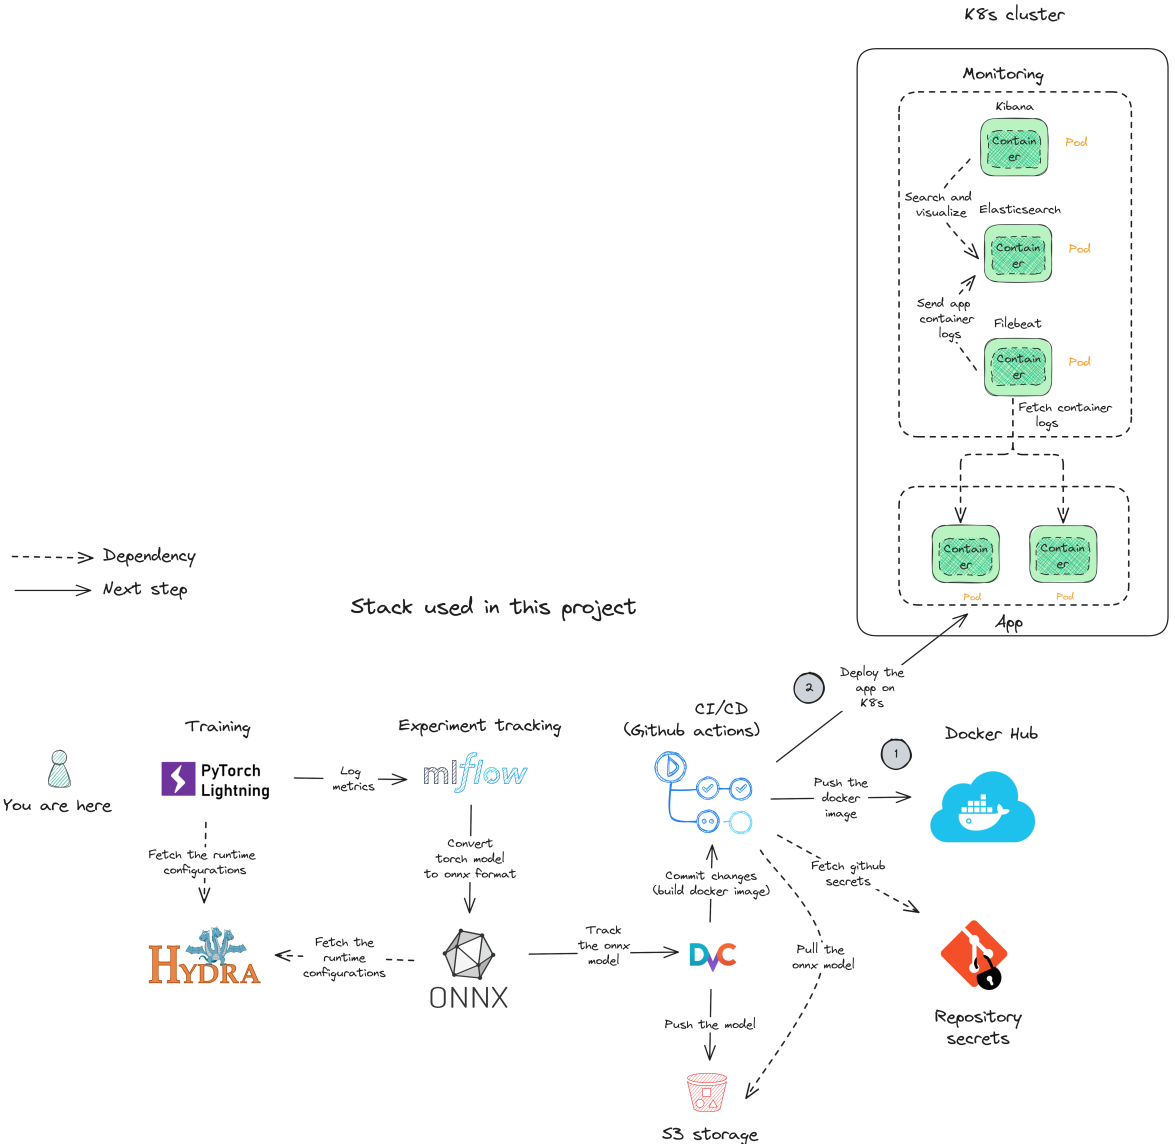 K8s cluster
Monitoring
Kibana
Contain
er
Pod
Search and
visualize
Elasticsearch
Contain
er
Pod
Send app
container
logs
Filebeat
Contain
er
Pod
Fetch container
logs
Contain
er
Pod
Contain
er
Pod
App
Dependency
Next step
Stack used in this project
2
Deploy the
app on
K8s
1
Training
Experiment tracking
CI/CD
(Github actions)
Docker Hub
You are here
PyTorch
Lightning
Log
metrics
mlflow
Push the
docker
image
Fetch the runtime
configurations
Convert
torch model
to onnx format
Commit changes
(build docker image)
Fetch github
secrets
HYDRA
Fetch the
runtime
configurations
ONNX
Track
the onnx
model
DVC
Pull the
onnx model
Repository
secrets
Push the model
S3 storage